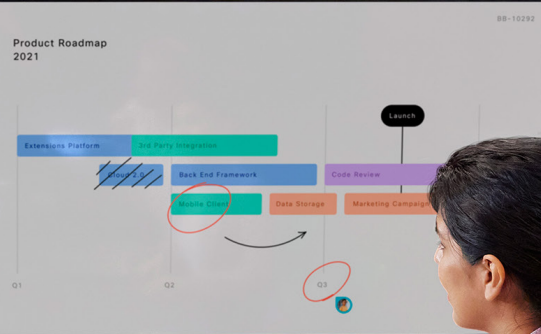 BB-10292
Product Roadmap
2021
Launch
Extensions Platform
3rd Party Integration
Cloud 2.0
Back End Framework
Code Review
Mobile Client
Data Storage
Marketing Campaign
Q1
Q2
Q3